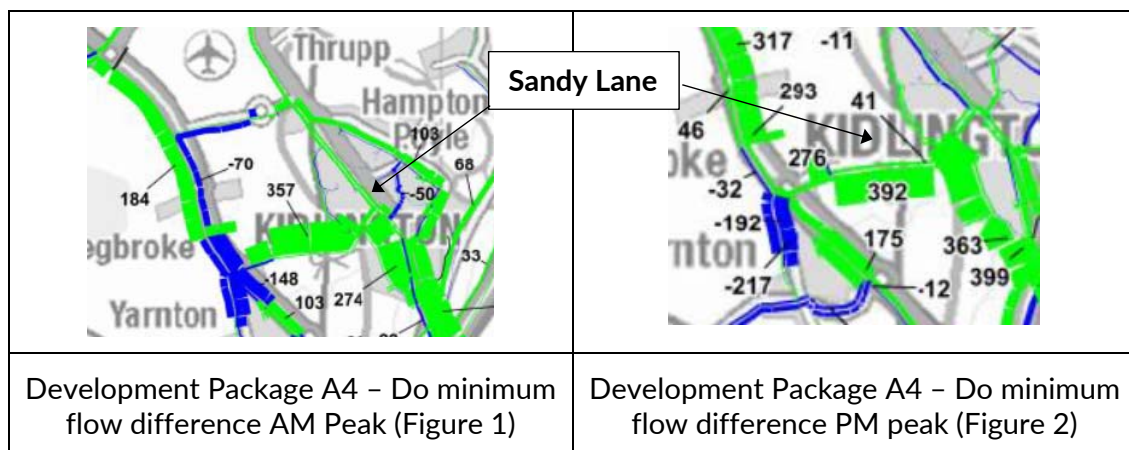 Sandy Lane
Thrupp
Hampton
Poyle
103
68
-70
-50
184
357
KIDLINGTON
egbroke
33
-148
274
Yarnton
103
317
-11
293
41
46
KIDLINGTO
oke
276
-32
392
-192
rnton
175
363
-217
-12
399
Development Package A4 – Do minimum
flow difference AM Peak (Figure 1)
Development Package A4 – Do minimum
flow difference PM peak (Figure 2)